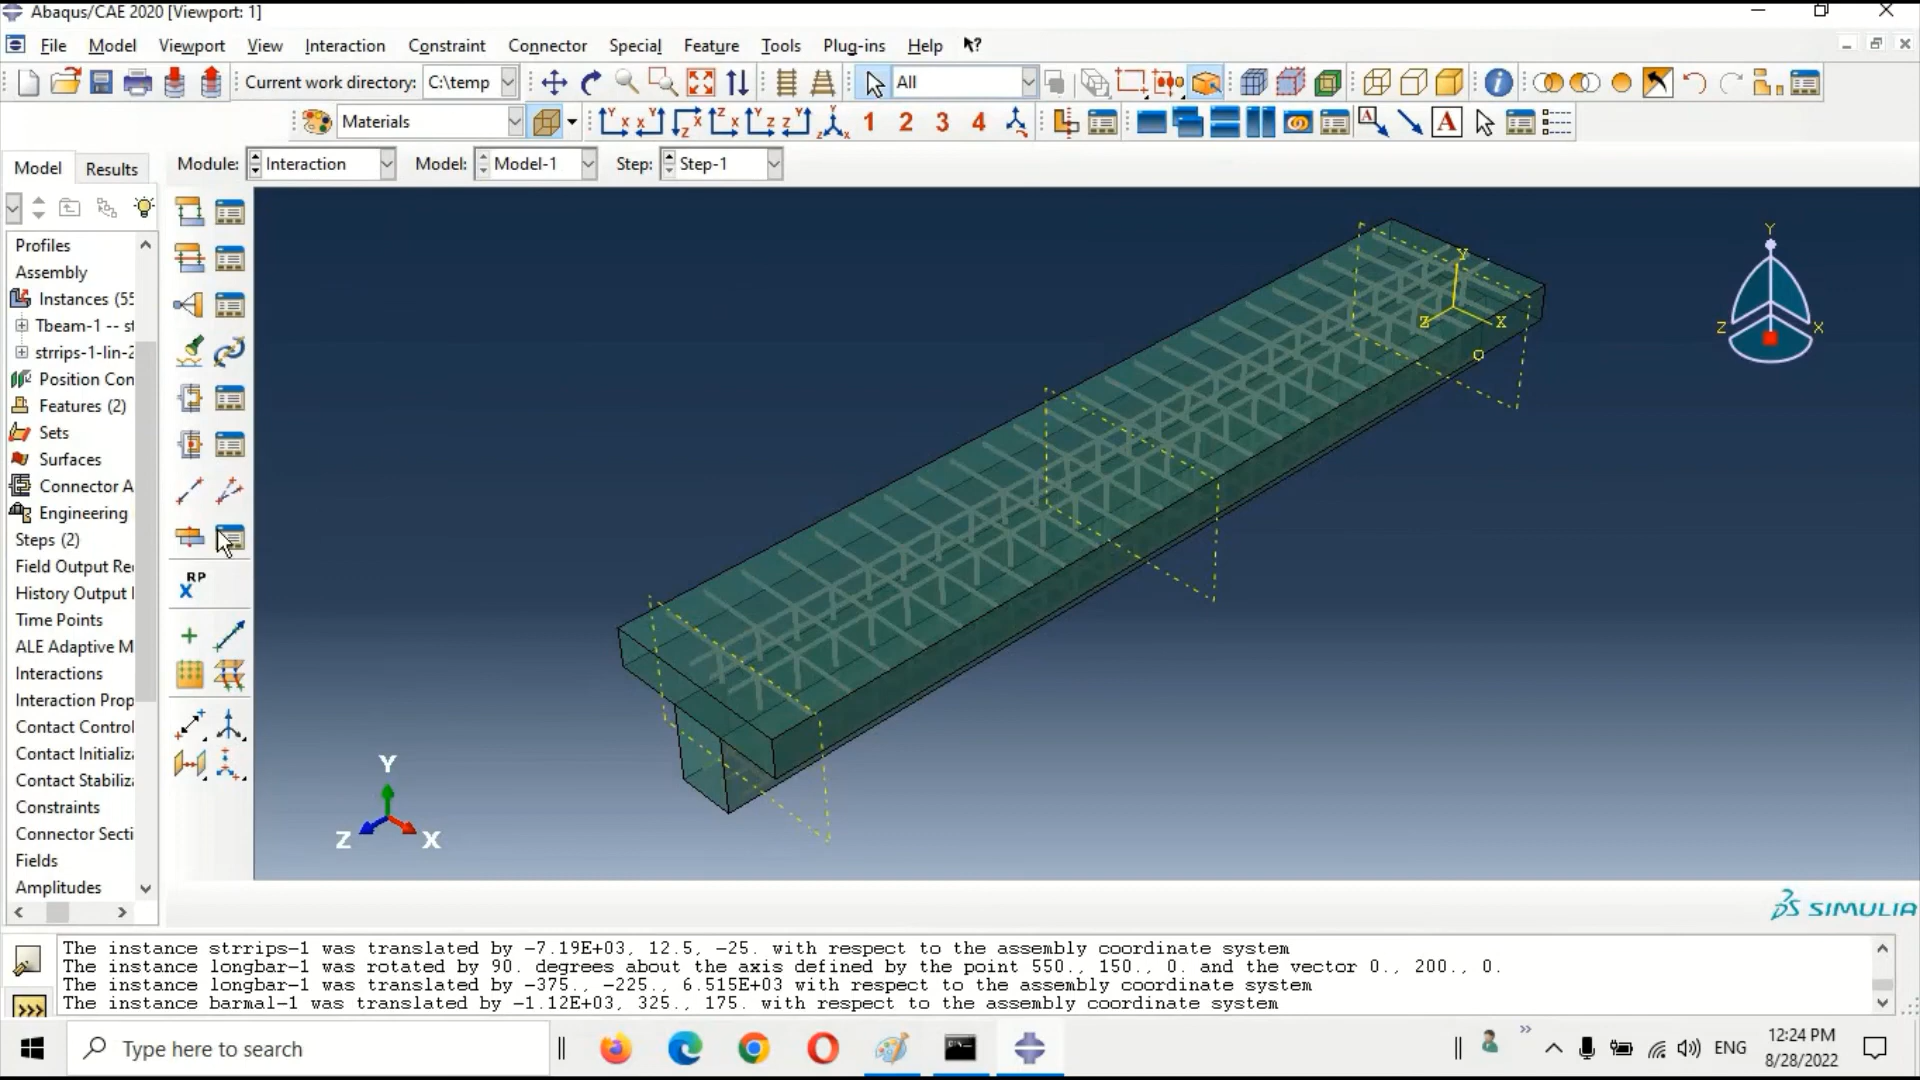 Abaqus/CAE 2020 [Viewport: 1]
File Model Viewport View Interaction Constraint Connector Special Feature Tools Plug-ins Help ?
Current work directory: C:\temp All
Materials 1 2 3 4 A A
Model Results Module: Interaction Model: Model-1 Step: Step-1
Profiles
Assembly
Instances (55
Tbeam-1 -- st
strrips-1-lin-2
Position Con
Features (2)
Sets
Surfaces
Connector A
Engineering
Steps (2)
Field Output Re
History Output
Time Points
ALE Adaptive M
Interactions
Interaction Prop
Contact Control
Contact Initializa
Contact Stabiliza
Constraints
Connector Secti
Fields
Amplitudes
RP
X
Y
Z X
Y
Z X
Y
Z X
SIMULIA
The instance strrips-1 was translated by -7.19E+03, 12.5, -25. with respect to the assembly coordinate system
The instance longbar-1 was rotated by 90. degrees about the axis defined by the point 550., 150., 0. and the vector 0., 200., 0.
The instance longbar-1 was translated by -375., -225., 6.515E+03 with respect to the assembly coordinate system
The instance barmal-1 was translated by -1.12E+03, 325., 175. with respect to the assembly coordinate system
>>>
Type here to search
ENG
12:24 PM
8/28/2022